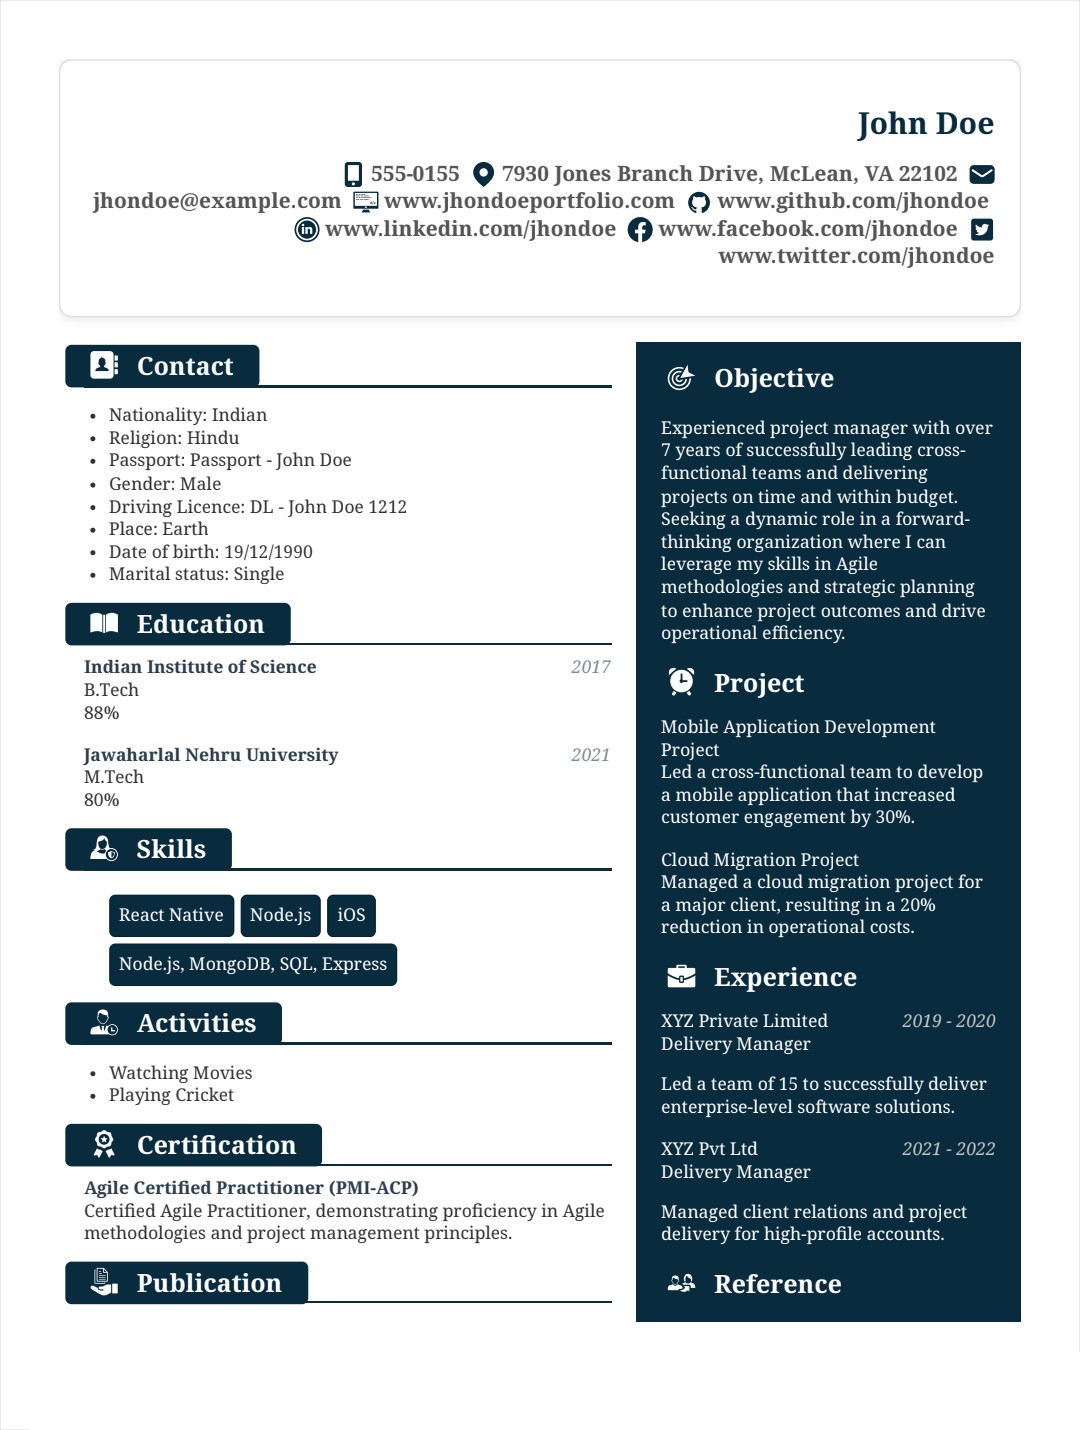 John Doe
555-0155 7930 Jones Branch Drive, McLean, VA 22102
jhondoe@example.com www.jhondoeportfolio.com www.github.com/jhondoe
www.linkedin.com/jhondoe www.facebook.com/jhondoe
www.twitter.com/jhondoe
Contact
• Nationality: Indian
• Religion: Hindu
• Passport: Passport - John Doe
• Gender: Male
• Driving Licence: DL - John Doe 1212
• Place: Earth
• Date of birth: 19/12/1990
• Marital status: Single
Education
Indian Institute of Science 2017
B.Tech
88%
Jawaharlal Nehru University 2021
M.Tech
80%
Skills
React Native Node.js iOS
Node.js, MongoDB, SQL, Express
Activities
• Watching Movies
• Playing Cricket
Certification
Agile Certified Practitioner (PMI-ACP)
Certified Agile Practitioner, demonstrating proficiency in Agile
methodologies and project management principles.
Publication
Objective
Experienced project manager with over
7 years of successfully leading cross-
functional teams and delivering
projects on time and within budget.
Seeking a dynamic role in a forward-
thinking organization where I can
leverage my skills in Agile
methodologies and strategic planning
to enhance project outcomes and drive
operational efficiency.
Project
Mobile Application Development
Project
Led a cross-functional team to develop
a mobile application that increased
customer engagement by 30%.
Cloud Migration Project
Managed a cloud migration project for
a major client, resulting in a 20%
reduction in operational costs.
Experience
XYZ Private Limited 2019 - 2020
Delivery Manager
Led a team of 15 to successfully deliver
enterprise-level software solutions.
XYZ Pvt Ltd 2021 - 2022
Delivery Manager
Managed client relations and project
delivery for high-profile accounts.
Reference